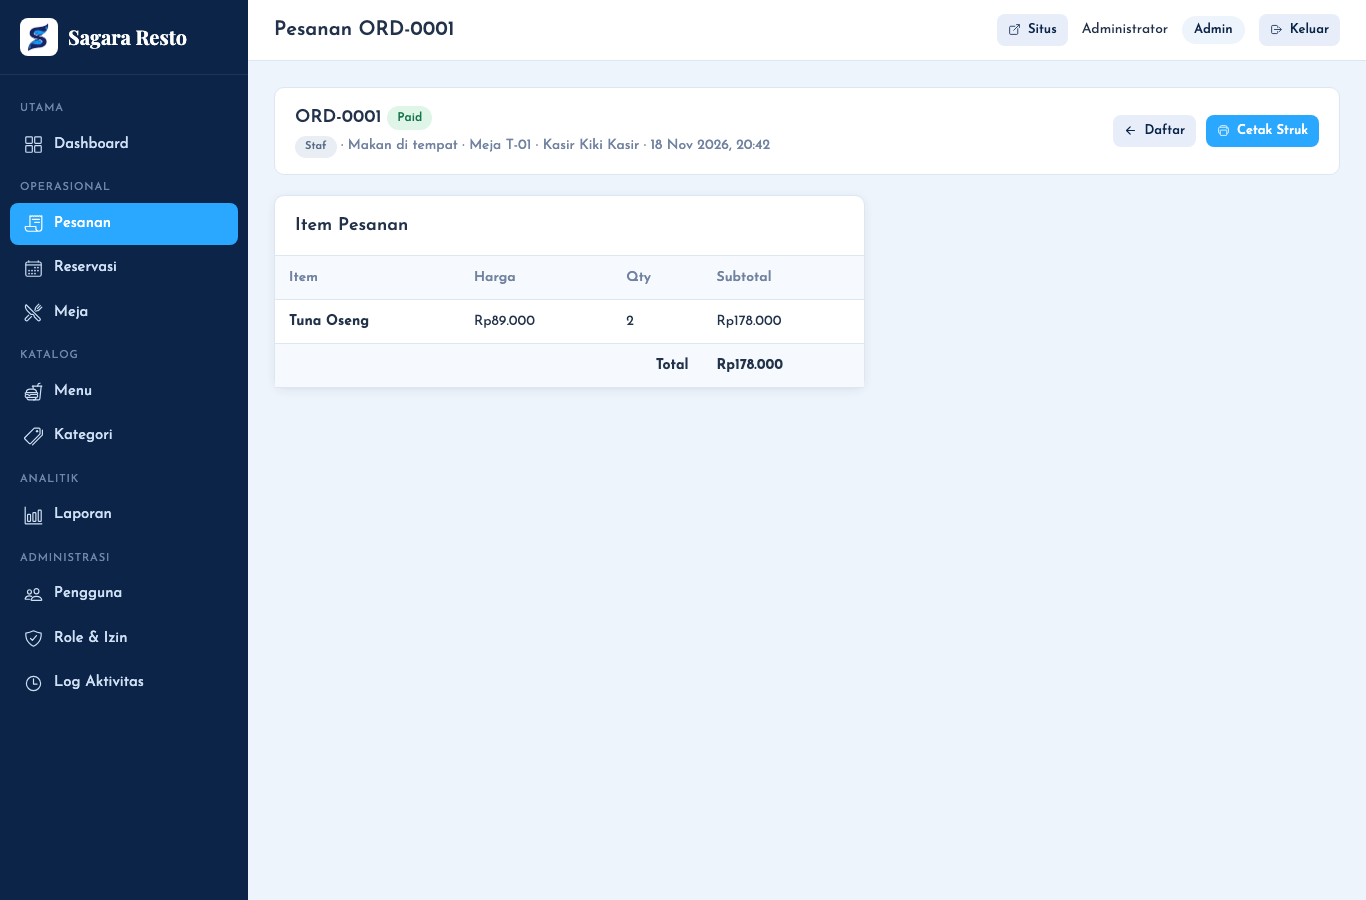 Sagara Resto
UTAMA
Dashboard
OPERASIONAL
Pesanan
Reservasi
Meja
KATALOG
Menu
Kategori
ANALITIK
Laporan
ADMINISTRASI
Pengguna
Role & Izin
Log Aktivitas
Pesanan ORD-0001
Situs Administrator Admin Keluar
ORD-0001 Paid
Staf · Makan di tempat · Meja T-01 · Kasir Kiki Kasir · 18 Nov 2026, 20:42
Daftar Cetak Struk
Item Pesanan
Item Harga Qty Subtotal
Tuna Oseng Rp89.000 2 Rp178.000
Total Rp178.000